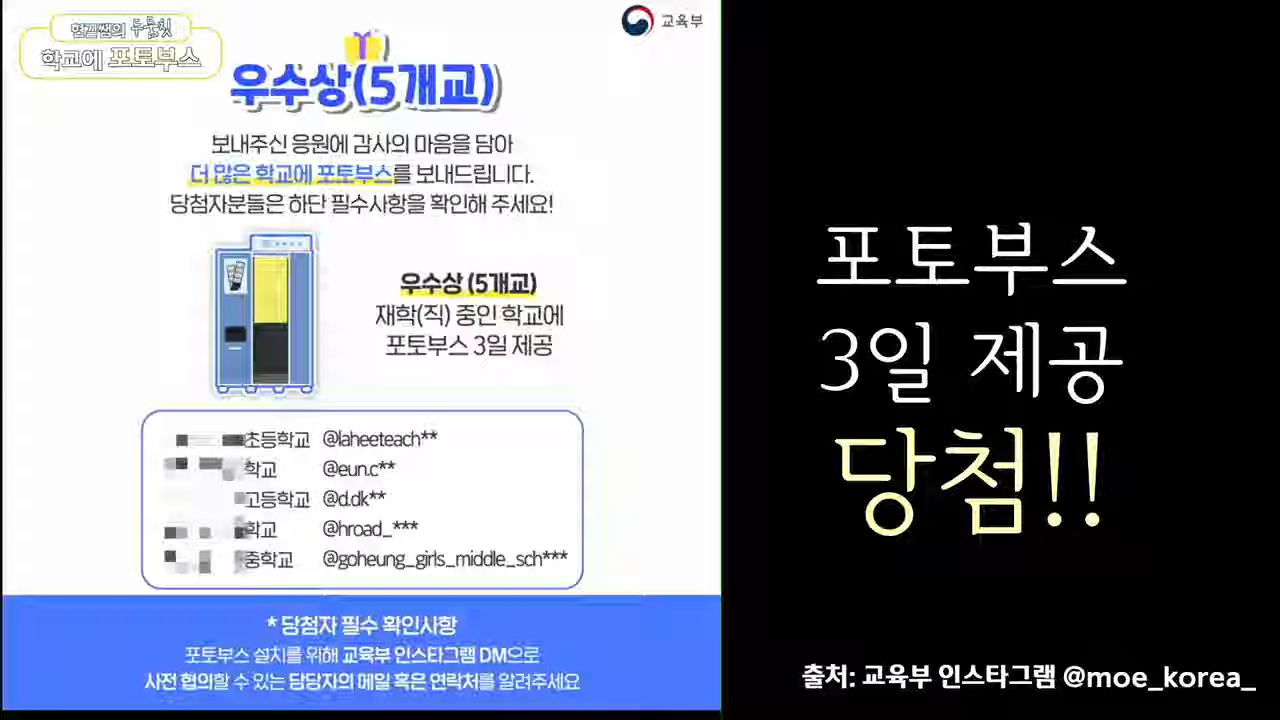 현끌쌤의 두둠칫
학교에 포토부스
교육부
우수상(5개교)
보내주신 응원에 감사의 마음을 담아
더 많은 학교에 포토부스를 보내드립니다.
당첨자분들은 하단 필수사항을 확인해 주세요!
우수상 (5개교)
재학(직) 중인 학교에
포토부스 3일 제공
초등학교 @laheeteach**
학교 @eun.c**
고등학교 @d.dk**
학교 @hroad_***
중학교 @goheung_girls_middle_sch***
* 당첨자 필수 확인사항
포토부스 설치를 위해 교육부 인스타그램 DM으로
사전 협의할 수 있는 담당자의 메일 혹은 연락처를 알려주세요
포토부스
3일 제공
당첨!!
출처: 교육부 인스타그램 @moe_korea_